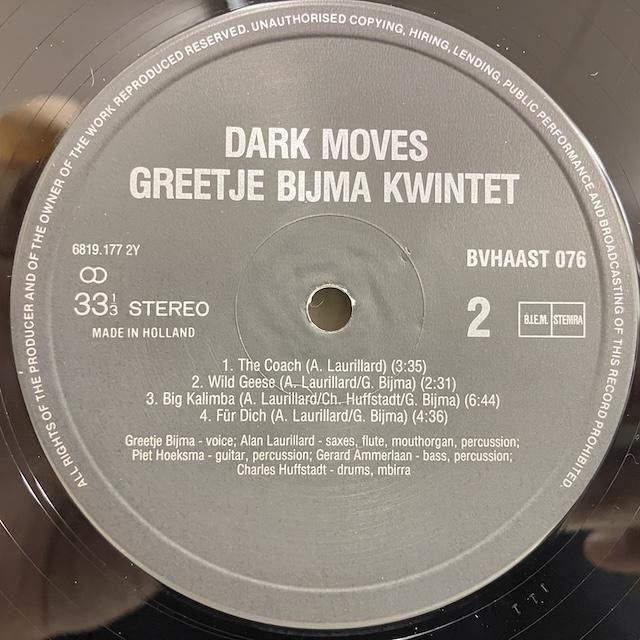 ALL RIGHTS OF THE PRODUCER AND OF THE OWNER OF THE WORK REPRODUCED RESERVED. UNAUTHORISED COPYING, HIRING, LENDING, PUBLIC PERFORMANCE AND BROADCASTING OF THIS RECORD PROHIBITED.
DARK MOVES
GREETJE BIJMA KWINTET
6819.177 2Y
BVHAAST 076
33 1/3 STEREO
MADE IN HOLLAND
2
B.I.E.M. STEMRA
1. The Coach (A. Laurillard) (3:35)
2. Wild Geese (A. Laurillard/G. Bijma) (2:31)
3. Big Kalimba (A. Laurillard/Ch. Huffstadt/G. Bijma) (6:44)
4. Für Dich (A. Laurillard/G. Bijma) (4:36)
Greetje Bijma - voice; Alan Laurillard - saxes, flute, mouthorgan, percussion;
Piet Hoeksma - guitar, percussion; Gerard Ammerlaan - bass, percussion;
Charles Huffstadt - drums, mbirra